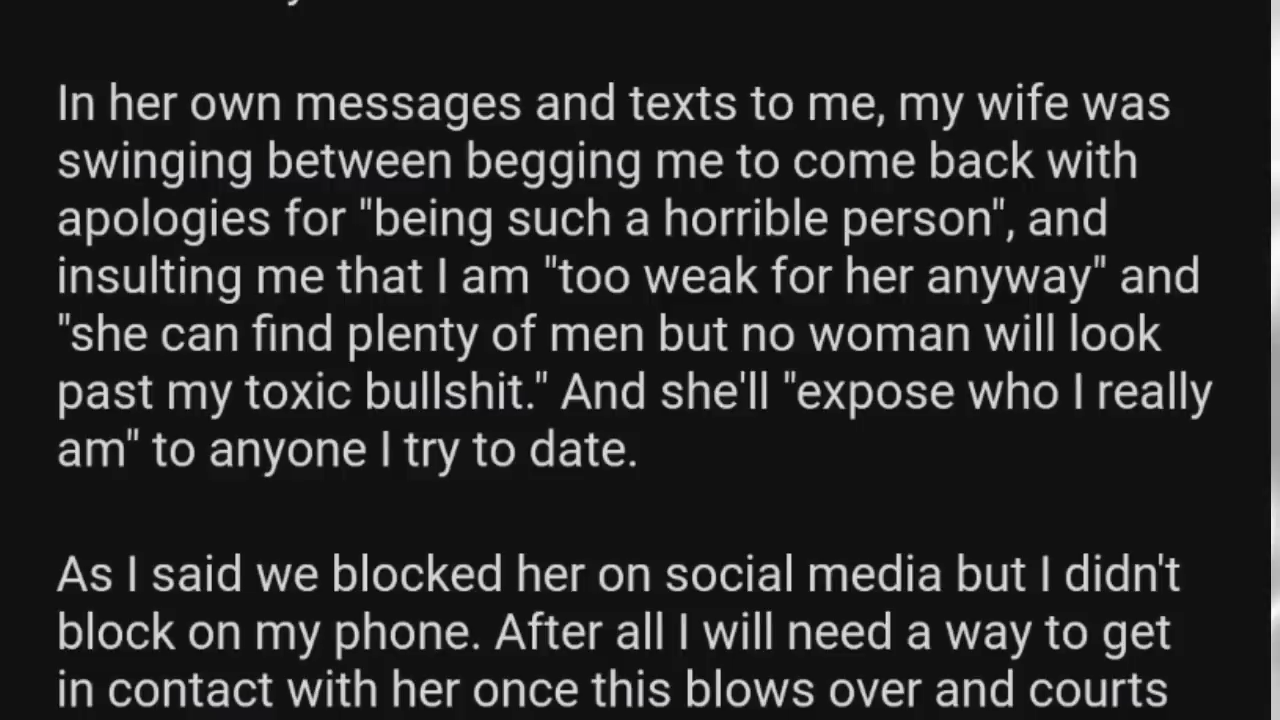 In her own messages and texts to me, my wife was
swinging between begging me to come back with
apologies for "being such a horrible person", and
insulting me that I am "too weak for her anyway" and
"she can find plenty of men but no woman will look
past my toxic bullshit." And she'll "expose who I really
am" to anyone I try to date.
As I said we blocked her on social media but I didn't
block on my phone. After all I will need a way to get
in contact with her once this blows over and courts